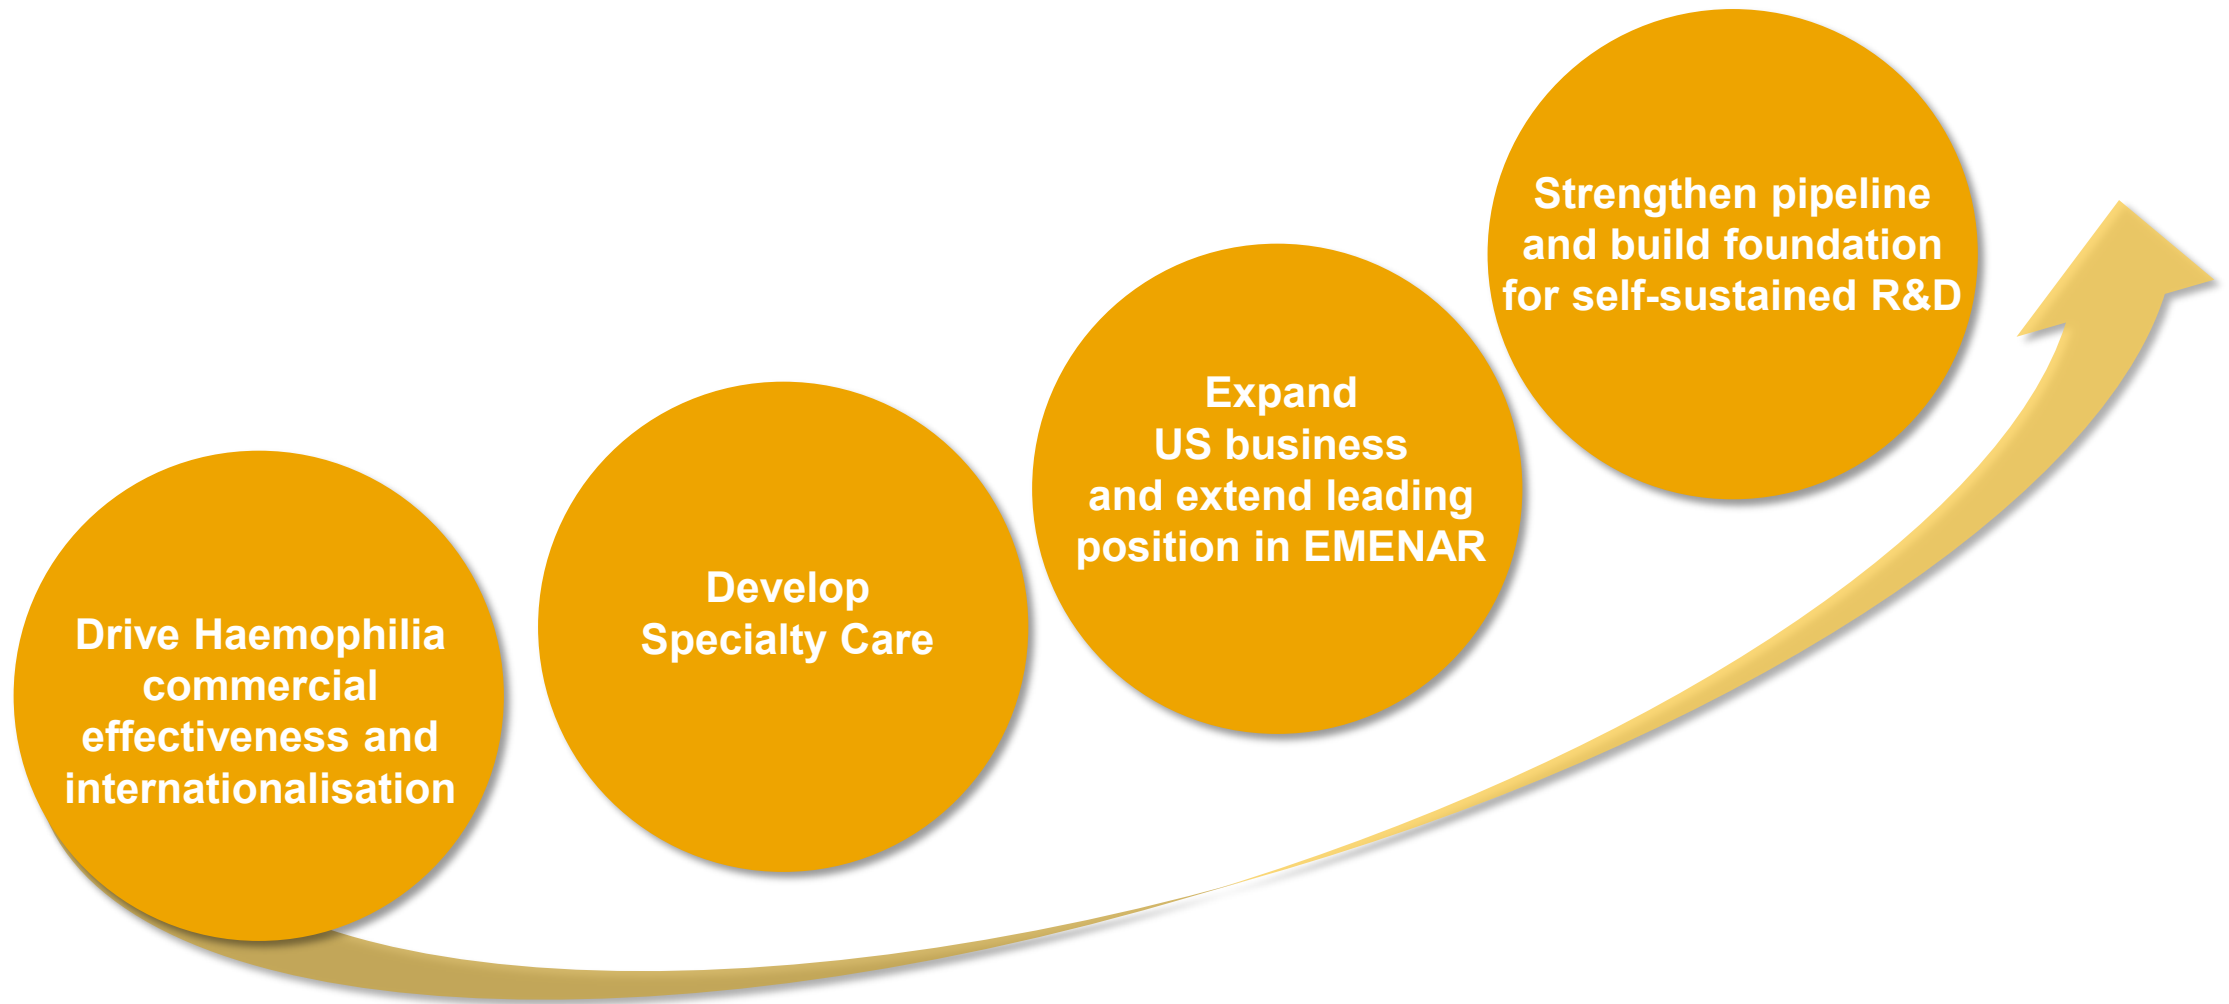 Drive Haemophilia
commercial
effectiveness and
internationalisation
Develop
Specialty Care
Expand
US business
and extend leading
position in EMENAR
Strengthen pipeline
and build foundation
for self-sustained R&D